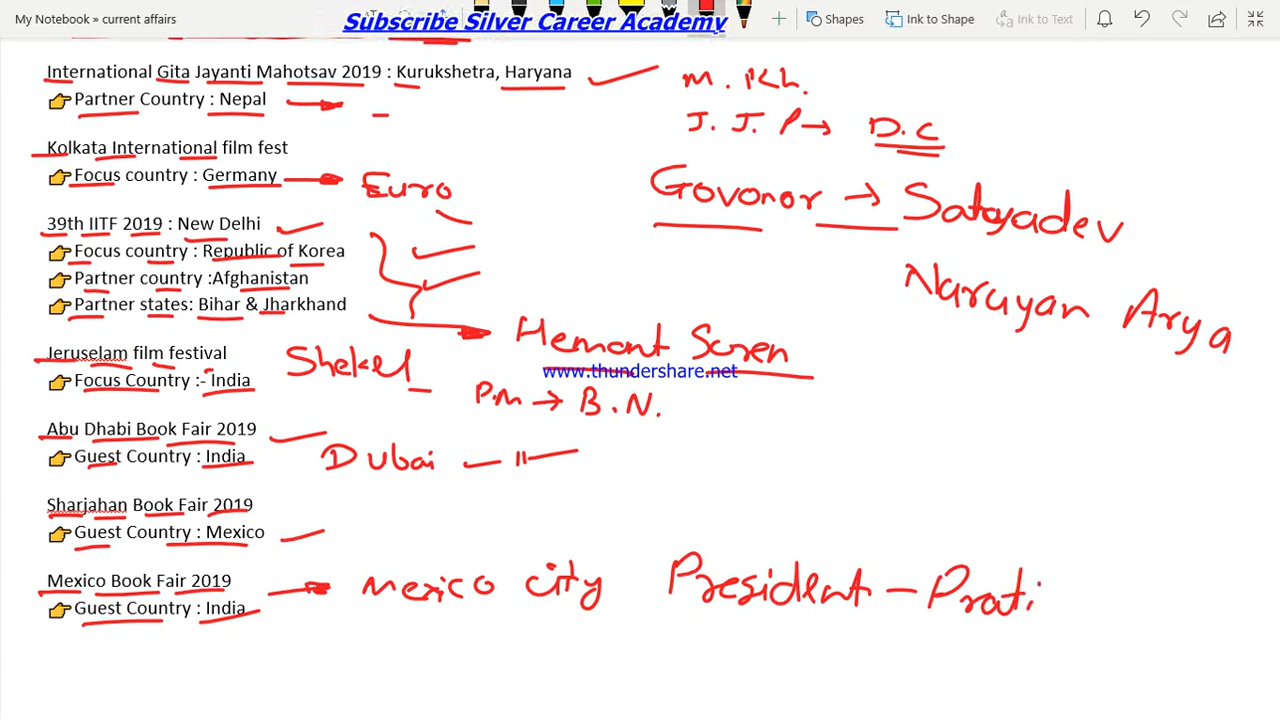 My Notebook » current affairs
Subscribe Silver Career Academy
Shapes
Ink to Shape
Ink to Text
International Gita Jayanti Mahotsav 2019 : Kurukshetra, Haryana
M. Kh.
Partner Country : Nepal
J. J. P → D.C
Kolkata International film fest
Focus country : Germany
Euro
Govonor → Satyadev
Narayan Arya
39th IITF 2019 : New Delhi
Focus country : Republic of Korea
Partner country :Afghanistan
Partner states: Bihar & Jharkhand
Hemant Soren
www.thundershare.net
Jeruselam film festival
Shekel
Focus Country :- India
P.M → B.N.
Abu Dhabi Book Fair 2019
Guest Country : India
Dubai — " —
Sharjahan Book Fair 2019
Guest Country : Mexico
Mexico Book Fair 2019
Mexico city President - Prati
Guest Country : India